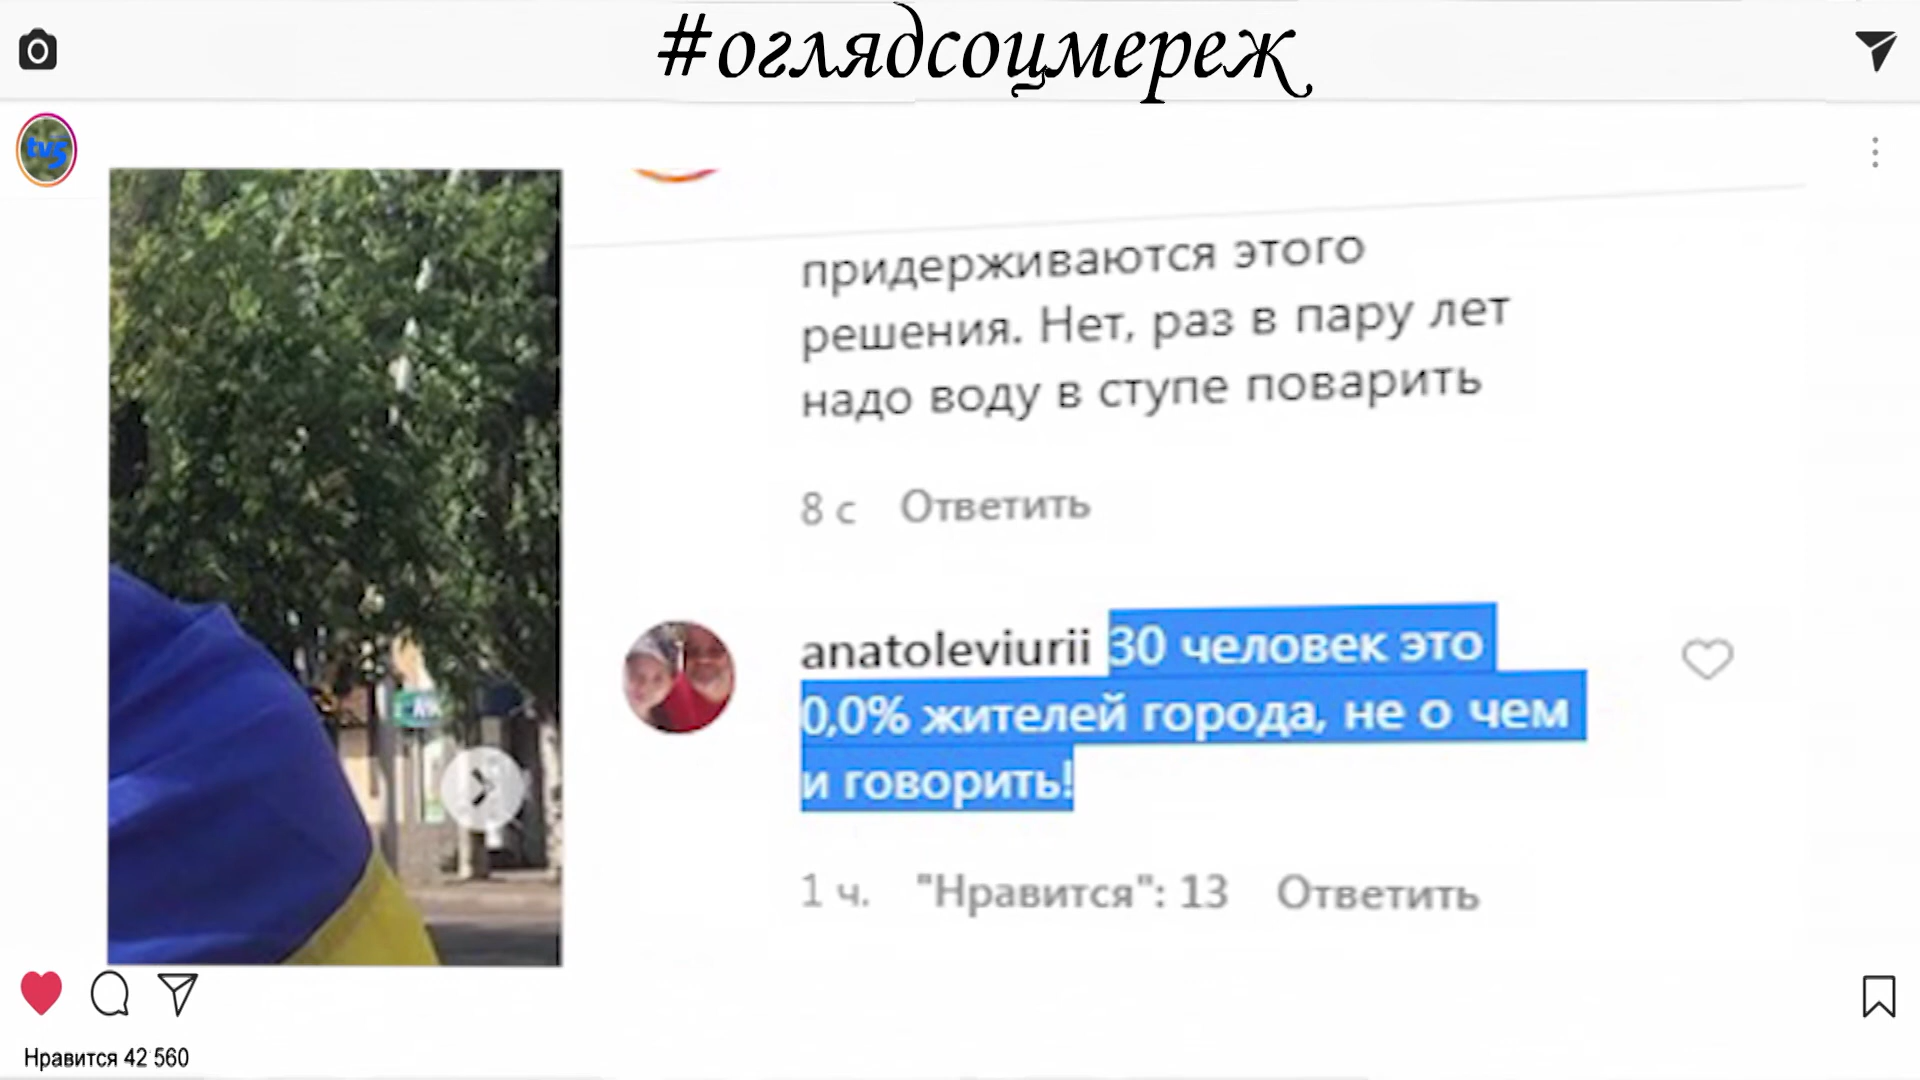 #оглядсоцмереж
tv5
придерживаются этого
решения. Нет, раз в пару лет
надо воду в ступе поварить
8 с Ответить
anatoleviurii 30 человек это
0,0% жителей города, не о чем
и говорить!
1 ч. "Нравится": 13 Ответить
Нравится 42 560